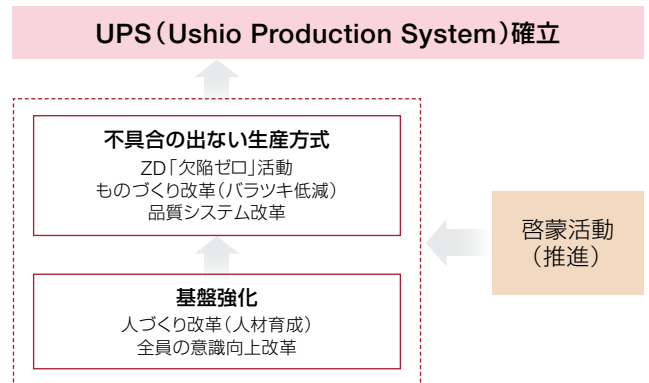 UPS（Ushio Production System）確立
不具合の出ない生産方式
ZD「欠陥ゼロ」活動
ものづくり改革（バラツキ低減）
品質システム改革
基盤強化
人づくり改革（人材育成）
全員の意識向上改革
啓蒙活動
（推進）